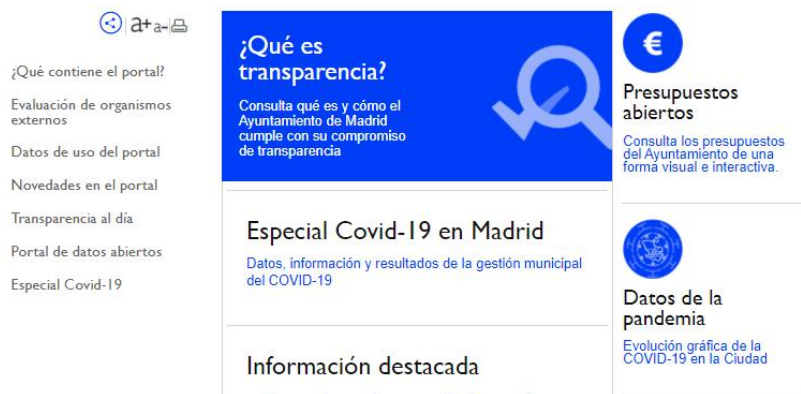 a+ a-
¿Qué contiene el portal?
Evaluación de organismos
externos
Datos de uso del portal
Novedades en el portal
Transparencia al día
Portal de datos abiertos
Especial Covid-19
¿Qué es
transparencia?
Consulta qué es y cómo el
Ayuntamiento de Madrid
cumple con su compromiso
de transparencia
Especial Covid-19 en Madrid
Datos, información y resultados de la gestión municipal
del COVID-19
Información destacada
€
Presupuestos
abiertos
Consulta los presupuestos
del Ayuntamiento de una
forma visual e interactiva.
Datos de la
pandemia
Evolución gráfica de la
COVID-19 en la Ciudad